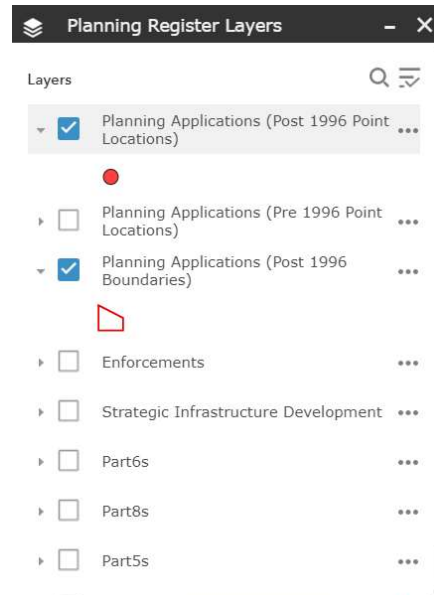 Planning Register Layers
Layers
Planning Applications (Post 1996 Point
Locations)
Planning Applications (Pre 1996 Point
Locations)
Planning Applications (Post 1996
Boundaries)
Enforcements
Strategic Infrastructure Development
Part6s
Part8s
Part5s